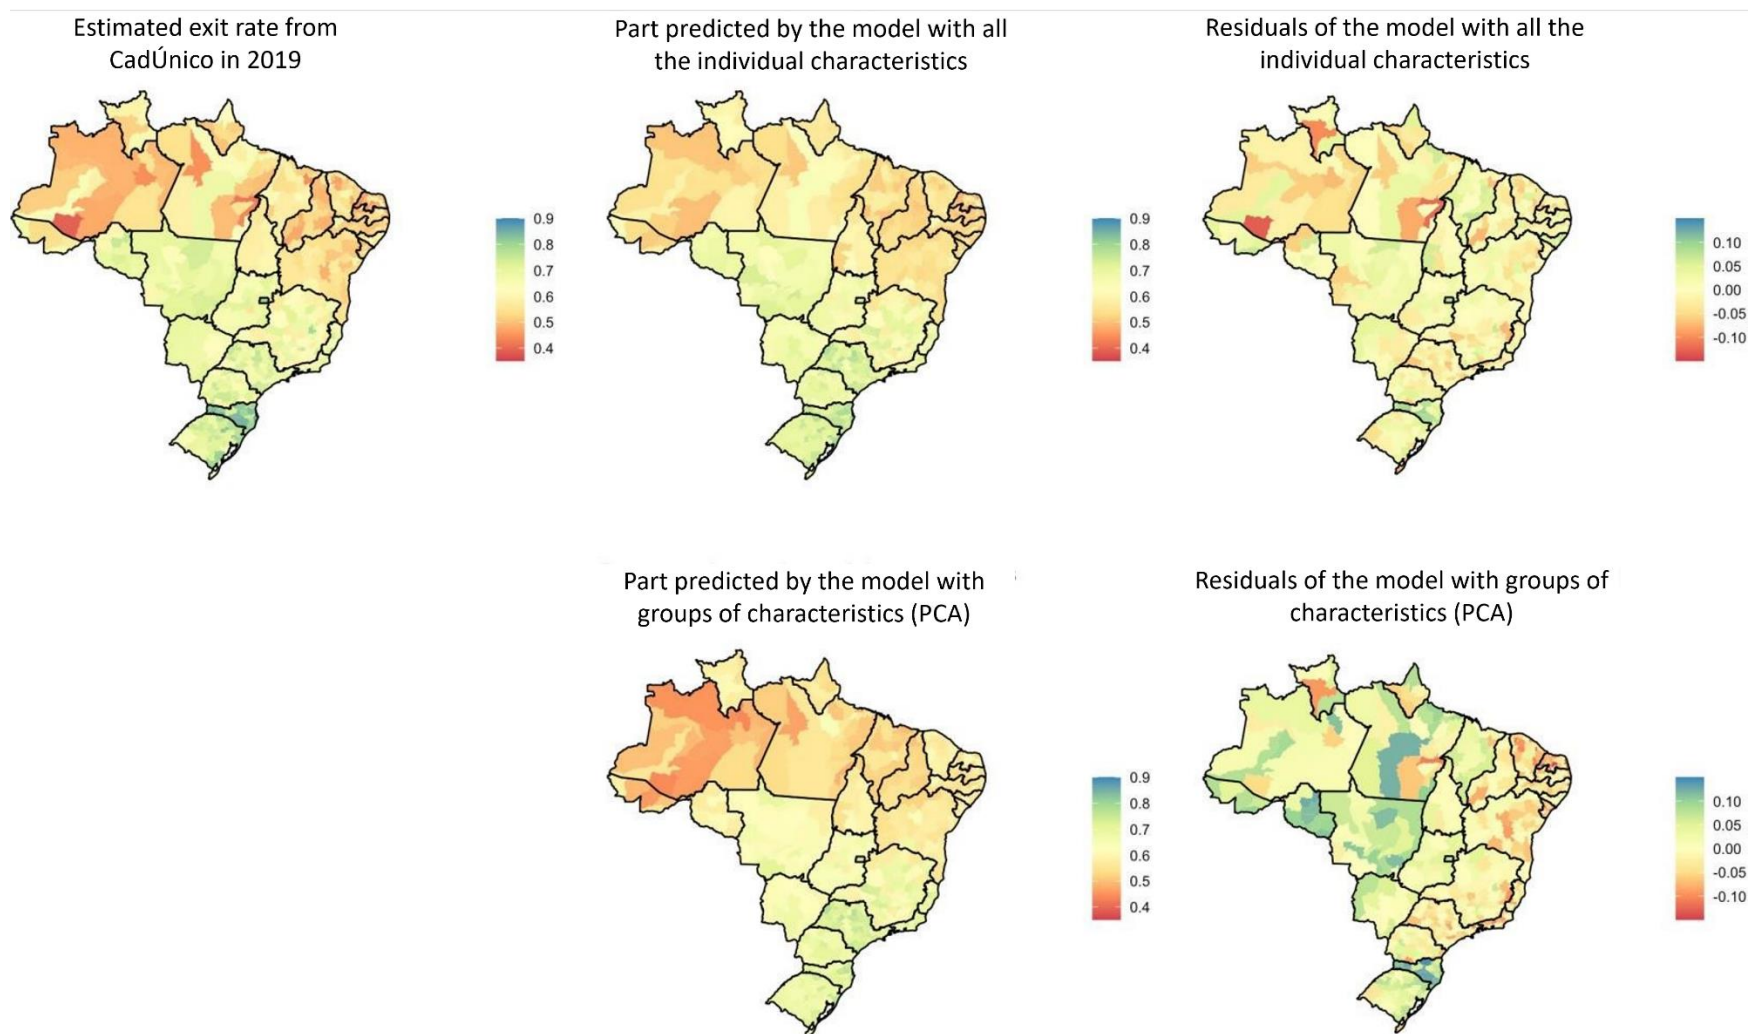 Estimated exit rate from
CadÚnico in 2019
Part predicted by the model with all
the individual characteristics
Residuals of the model with all the
individual characteristics
0.9
0.8
0.7
0.6
0.5
0.4
0.9
0.8
0.7
0.6
0.5
0.4
0.10
0.05
0.00
-0.05
-0.10
Part predicted by the model with
groups of characteristics (PCA)
Residuals of the model with groups of
characteristics (PCA)
0.9
0.8
0.7
0.6
0.5
0.4
0.10
0.05
0.00
-0.05
-0.10